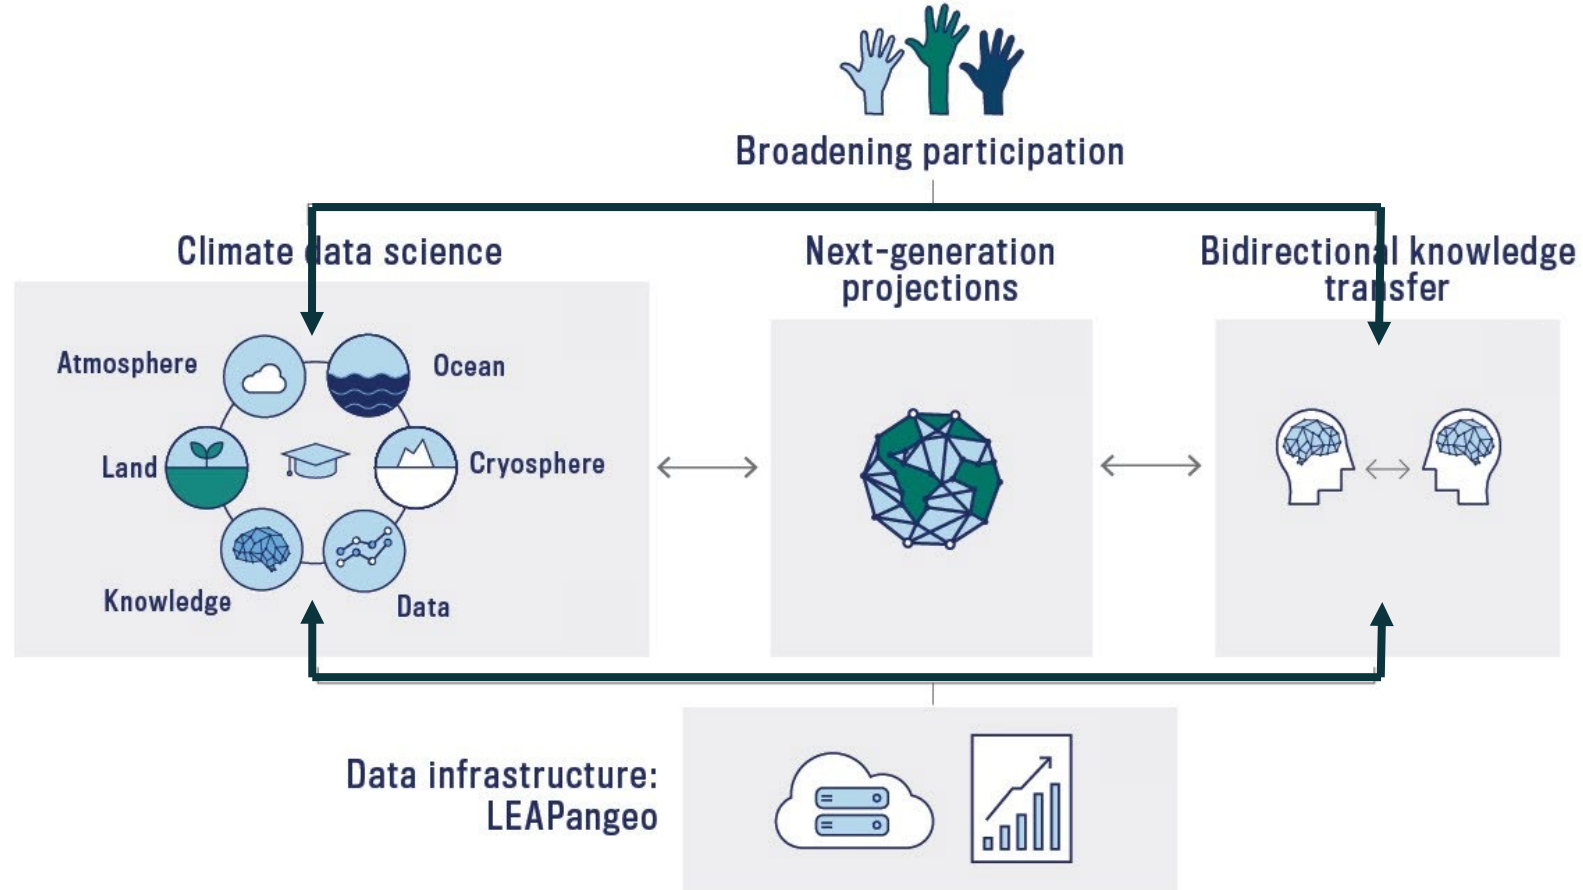 Broadening participation
Climate data science
Next-generation
projections
Bidirectional knowledge
transfer
Atmosphere
Ocean
Land
Cryosphere
Knowledge
Data
Data infrastructure:
LEAPangeo